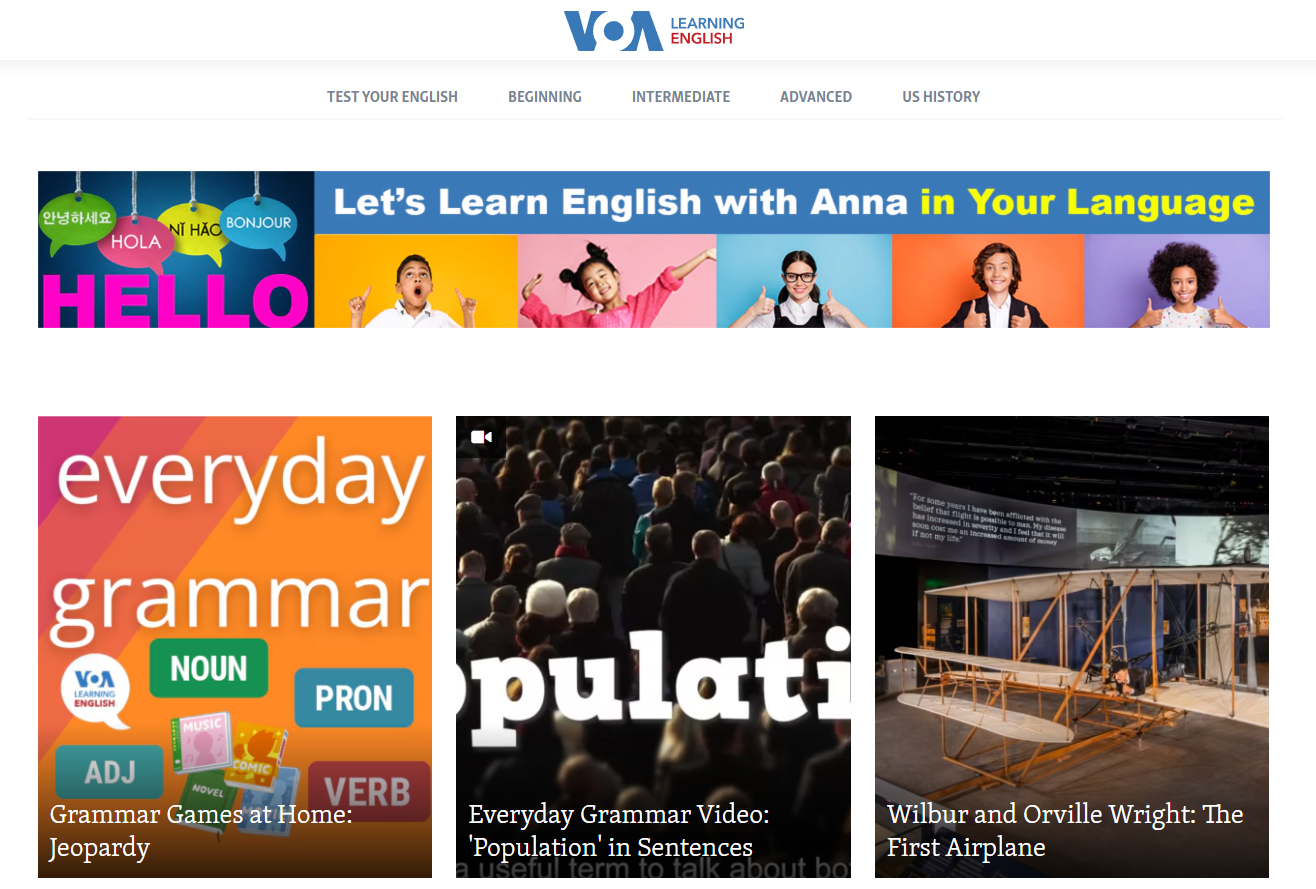 VOA LEARNING
ENGLISH
TEST YOUR ENGLISH BEGINNING INTERMEDIATE ADVANCED US HISTORY
안녕하세요
HOLA
NĬ HĂO
BONJOUR
HELLO
Let's Learn English with Anna in Your Language
everyday
grammar
NOUN
VOA
LEARNING
ENGLISH
PRON
MUSIC
ADJ
COMIC
NOVEL
VERB
Grammar Games at Home:
Jeopardy
opulati
Everyday Grammar Video:
'Population' in Sentences
a useful term to talk about bo
"For some years I have been afflicted with the
belief that flight is possible to man. My disease
has increased in severity and I feel that it will
soon cost me an increased amount of money
if not my life."
Wilbur and Orville Wright: The
First Airplane